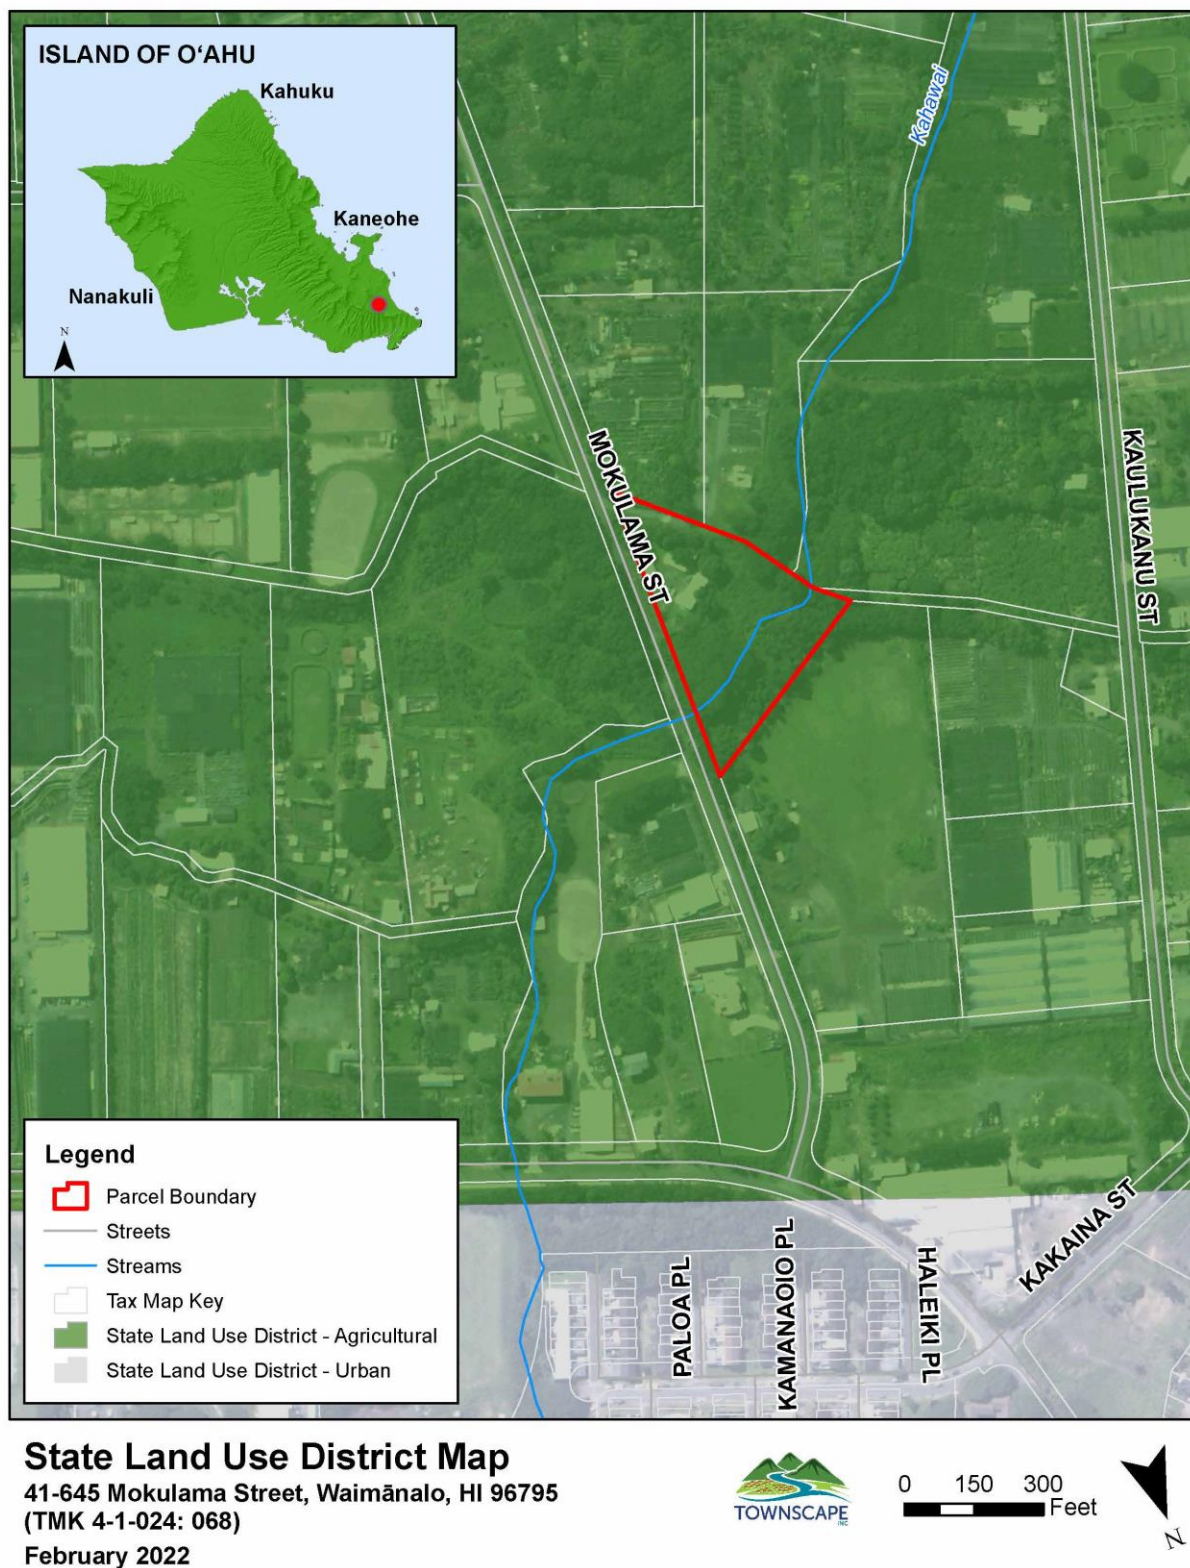 ISLAND OF OʻAHU
Kahuku
Kaneohe
Nanakuli
N
Kahawai
MOKULAMA ST
KAULUKANU ST
KAKAINA ST
PALOA PL
KAMANAOIO PL
HALEIKI PL
Legend
Parcel Boundary
Streets
Streams
Tax Map Key
State Land Use District - Agricultural
State Land Use District - Urban
State Land Use District Map
41-645 Mokulama Street, Waimānalo, HI 96795
(TMK 4-1-024: 068)
February 2022
TOWNSCAPE
INC
0 150 300
Feet
N